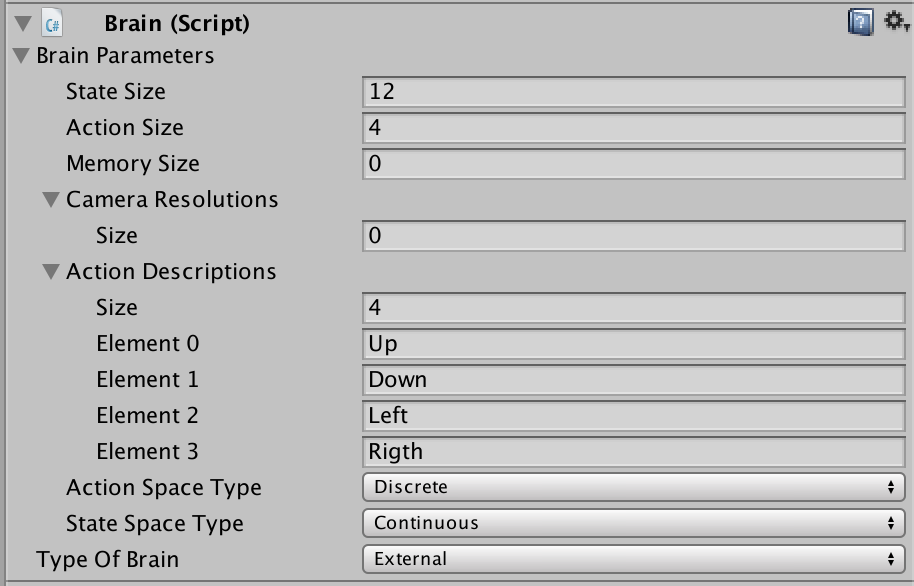 C# Brain (Script) ?
Brain Parameters
State Size 12
Action Size 4
Memory Size 0
Camera Resolutions
Size 0
Action Descriptions
Size 4
Element 0 Up
Element 1 Down
Element 2 Left
Element 3 Rigth
Action Space Type Discrete
State Space Type Continuous
Type Of Brain External